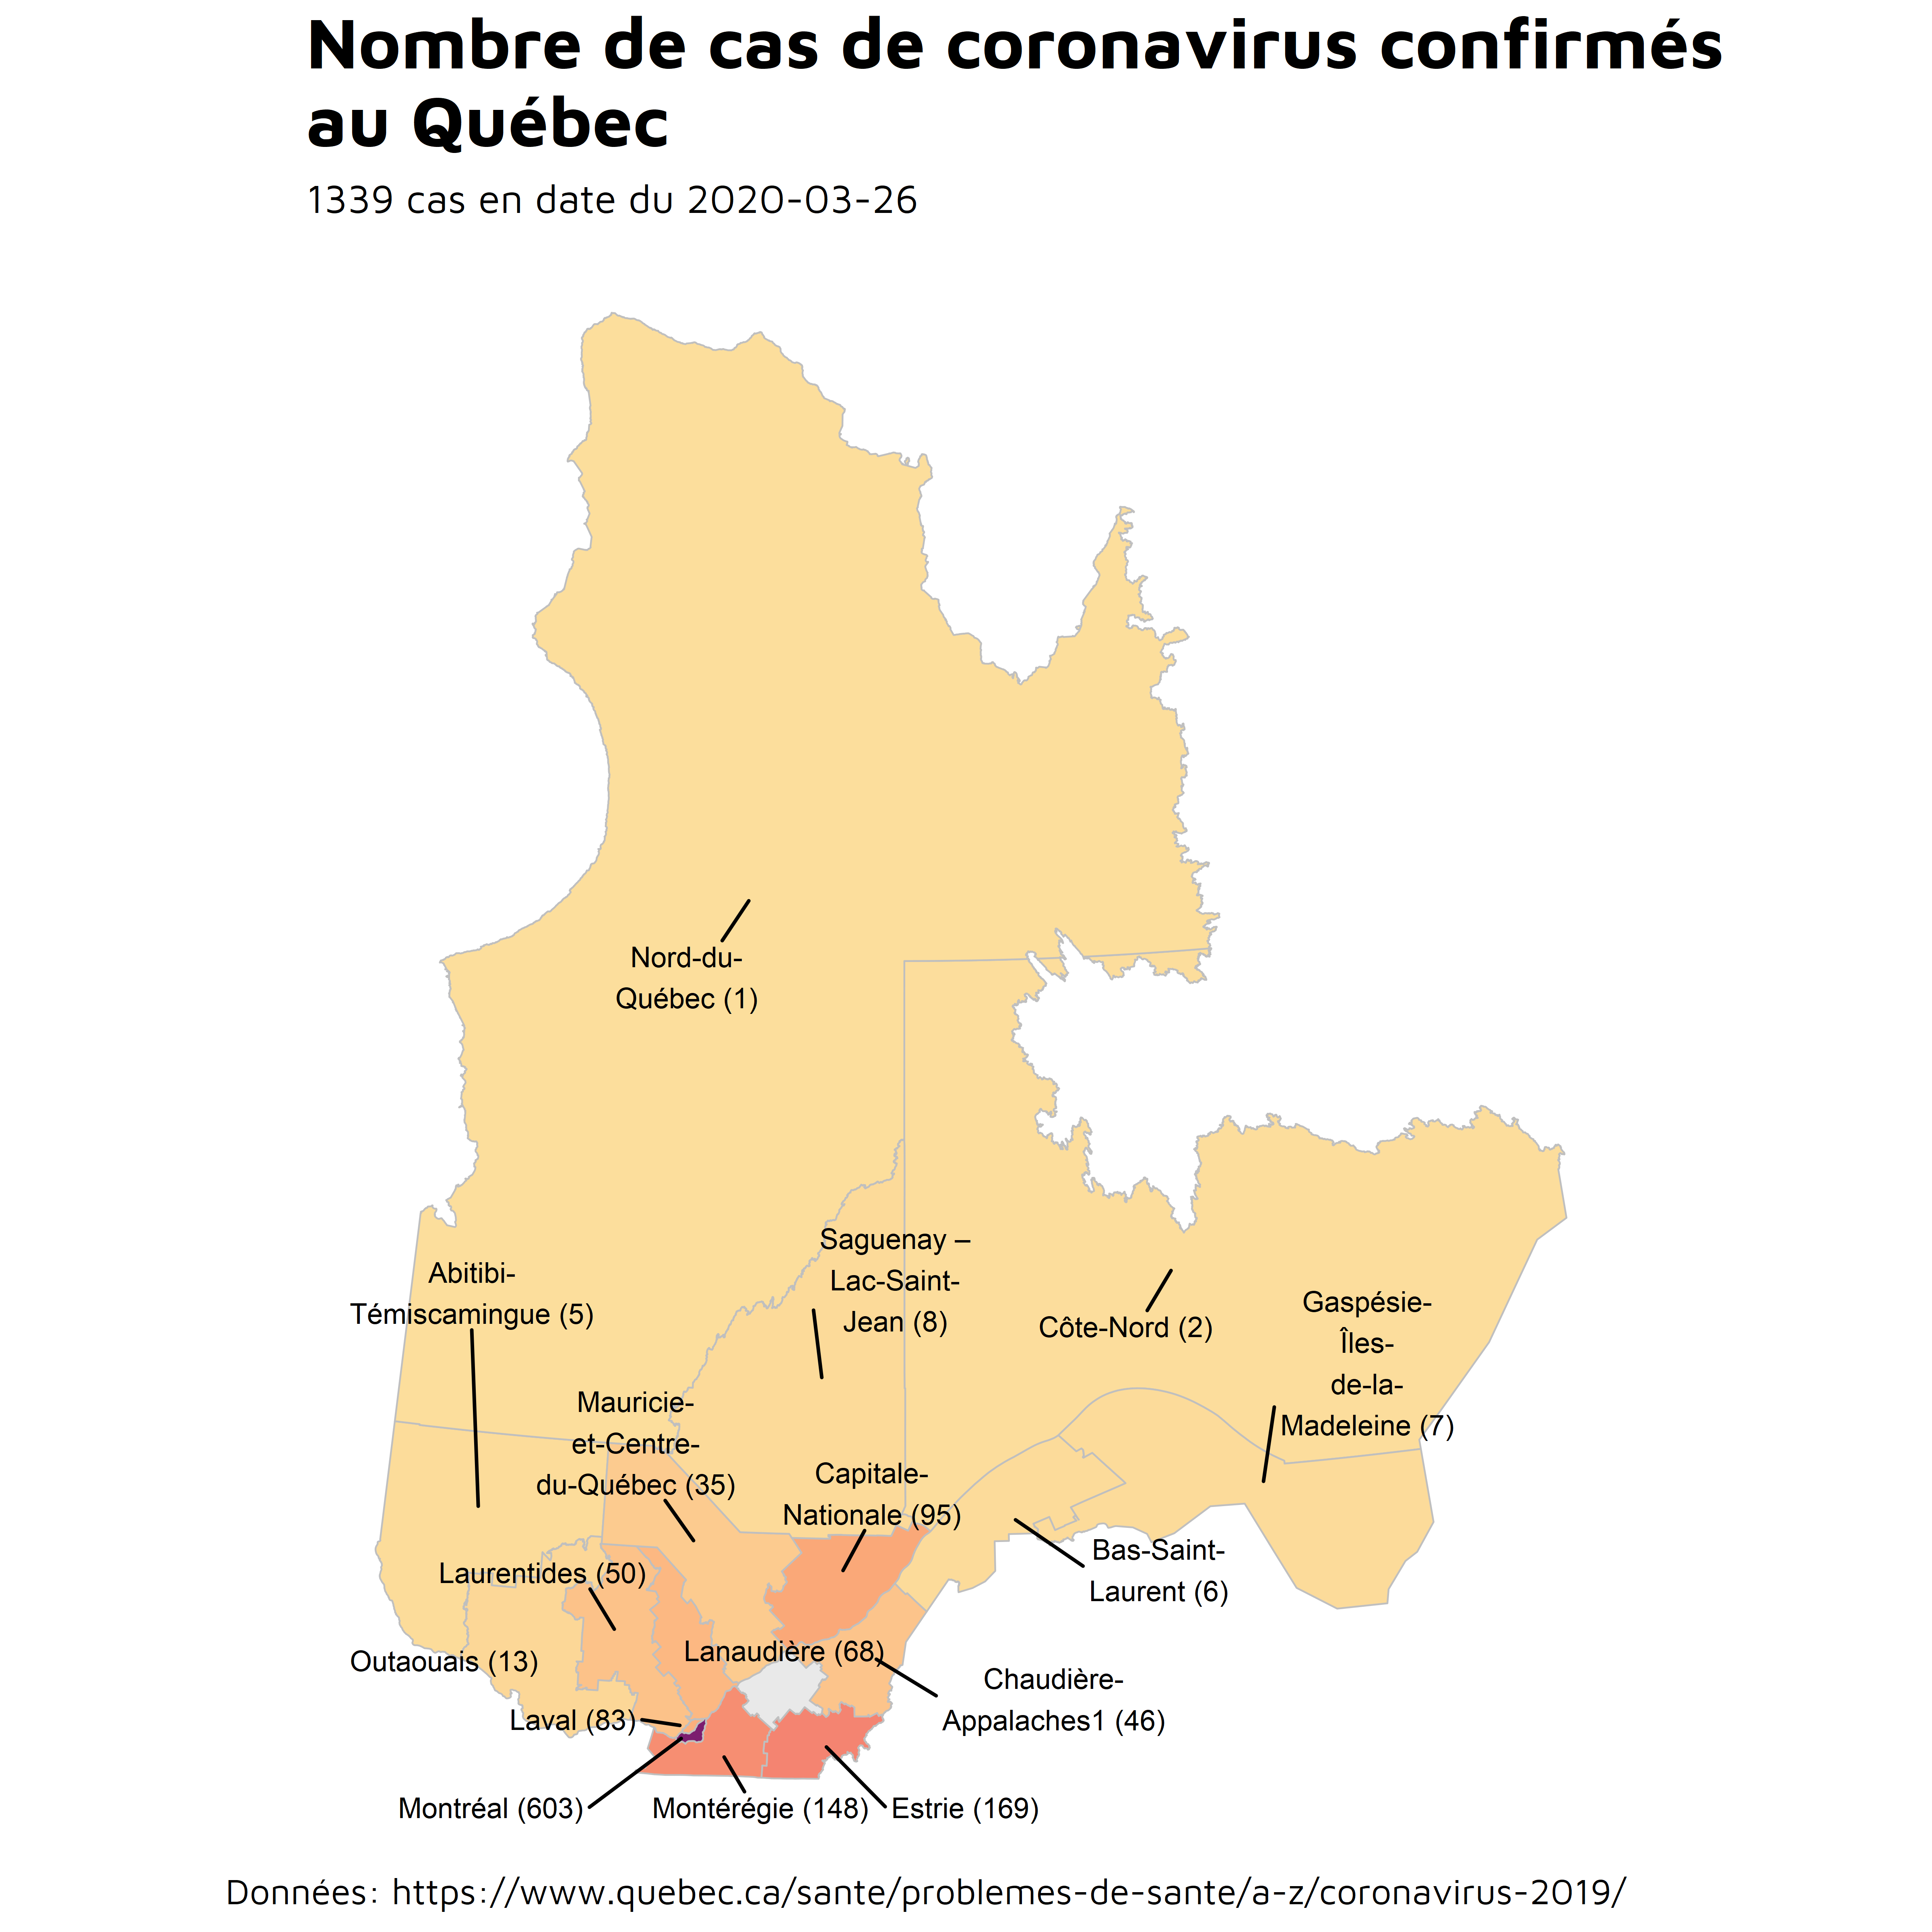 Nombre de cas de coronavirus confirmés
au Québec
1339 cas en date du 2020-03-26
Nord-du-
Québec (1)
Saguenay –
Lac-Saint-
Jean (8)
Abitibi-
Témiscamingue (5)
Côte-Nord (2)
Gaspésie-
Îles-
de-la-
Madeleine (7)
Mauricie-
et-Centre-
du-Québec (35)
Capitale-
Nationale (95)
Bas-Saint-
Laurent (6)
Laurentides (50)
Lanaudière (68)
Outaouais (13)
Chaudière-
Appalaches1 (46)
Laval (83)
Montréal (603)
Montérégie (148)
Estrie (169)
Données: https://www.quebec.ca/sante/problemes-de-sante/a-z/coronavirus-2019/